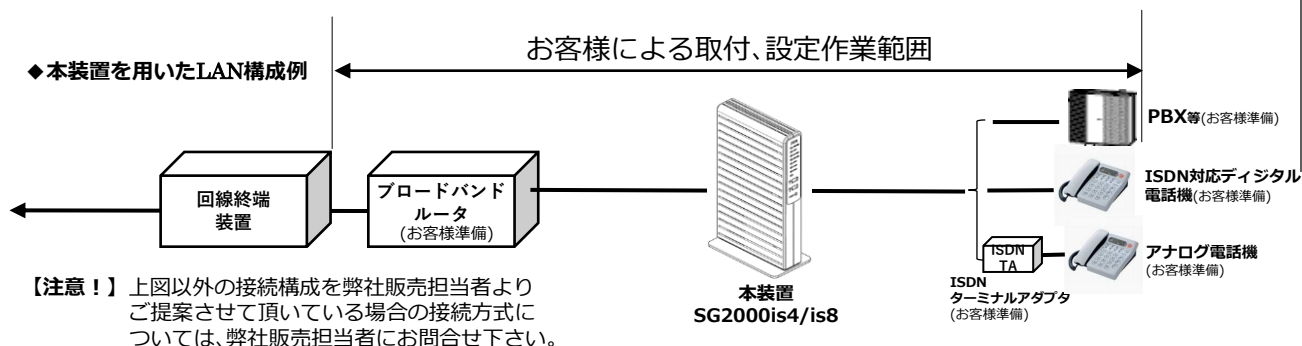 お客様による取付、設定作業範囲
◆本装置を用いたLAN構成例
PBX等(お客様準備)
ISDN対応ディジタル
電話機(お客様準備)
回線終端
装置
ブロードバンド
ルータ
(お客様準備)
ISDN
TA
アナログ電話機
(お客様準備)
ISDN
ターミナルアダプタ
(お客様準備)
本装置
SG2000is4/is8
【注意！】上図以外の接続構成を弊社販売担当者より
ご提案させて頂いている場合の接続方式に
ついては、弊社販売担当者にお問合せ下さい。